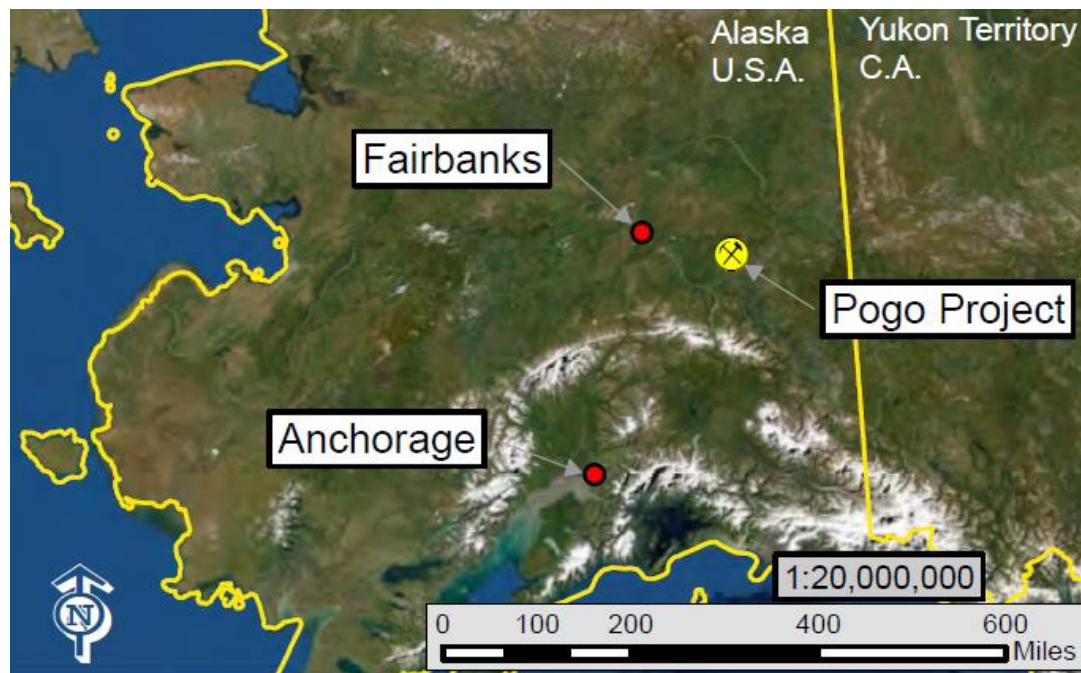 Alaska
U.S.A.
Yukon Territory
C.A.
Fairbanks
Pogo Project
Anchorage
1:20,000,000
N
0 100 200 400 600
Miles